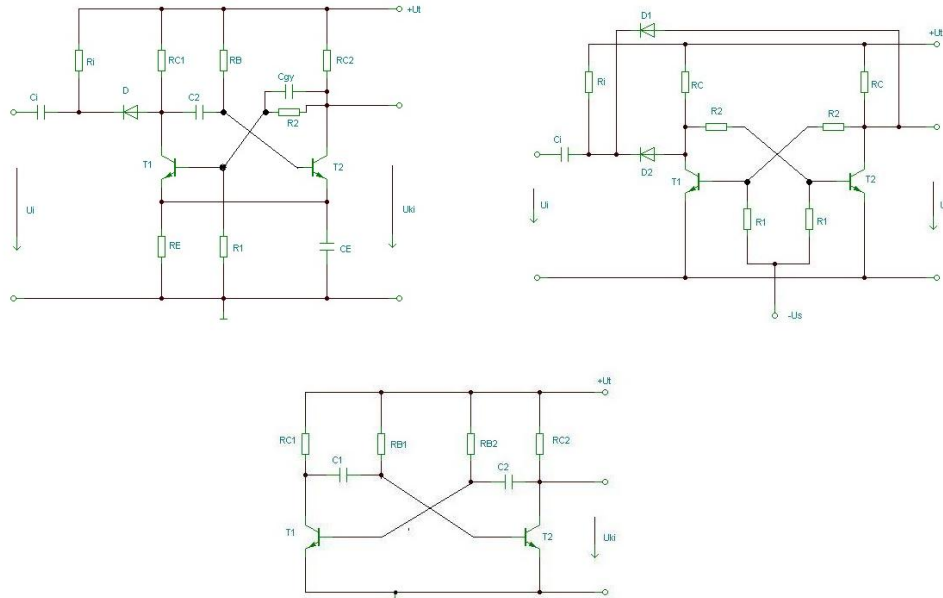 +Ut
Ri
RC1
RB
RC2
Cgy
Ci
D
C2
R2
T1
T2
Ui
Uki
RE
R1
CE
D1
+Ut
Ri
RC
RC
R2
R2
Ci
D2
T1
T2
Ui
U
R1
R1
-Us
+Ut
RC1
RB1
RB2
RC2
C1
C2
T1
T2
Uki